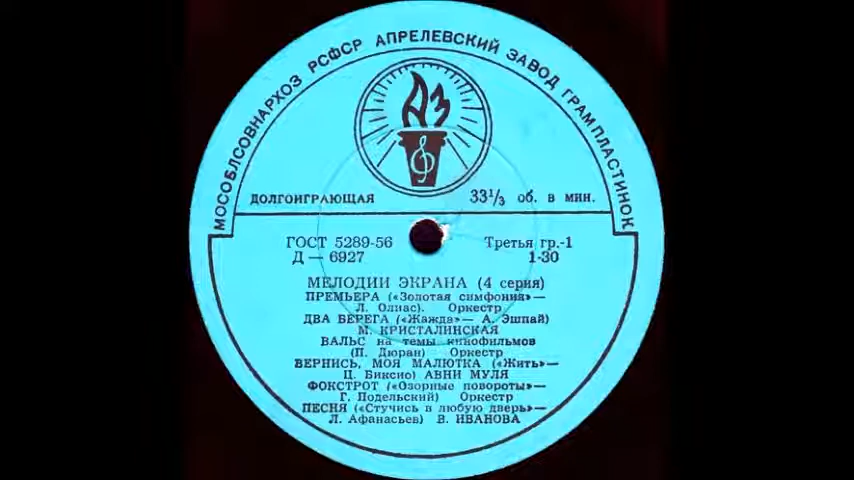 МОСОБЛСОВНАРХОЗ РСФСР АПРЕЛЕВСКИЙ ЗАВОД ГРАМПЛАСТИНОК
АЗ
ДОЛГОИГРАЮЩАЯ 33⅓ об. в мин.
ГОСТ 5289-56 Третья гр.-1
Д — 6927 1-30
МЕЛОДИИ ЭКРАНА (4 серия)
ПРЕМЬЕРА («Золотая симфония»—
Л. Олиас). Оркестр
ДВА БЕРЕГА («Жажда»— А. Эшпай)
М. КРИСТАЛИНСКАЯ
ВАЛЬС на темы кинофильмов
(П. Дюран) Оркестр
ВЕРНИСЬ, МОЯ МАЛЮТКА («Жить»—
Ц. Биксио) АВНИ МУЛЯ
ФОКСТРОТ («Озорные повороты»—
Г. Подельский) Оркестр
ПЕСНЯ («Стучись в любую дверь»—
Л. Афанасьев) В. ИВАНОВА